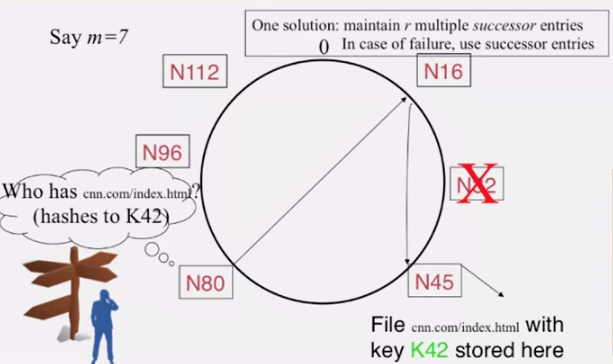 Say m=7
One solution: maintain r multiple successor entries
In case of failure, use successor entries
0
N112
N16
N96
N32
Who has cnn.com/index.html?
(hashes to K42)
N80
N45
File cnn.com/index.html with
key K42 stored here